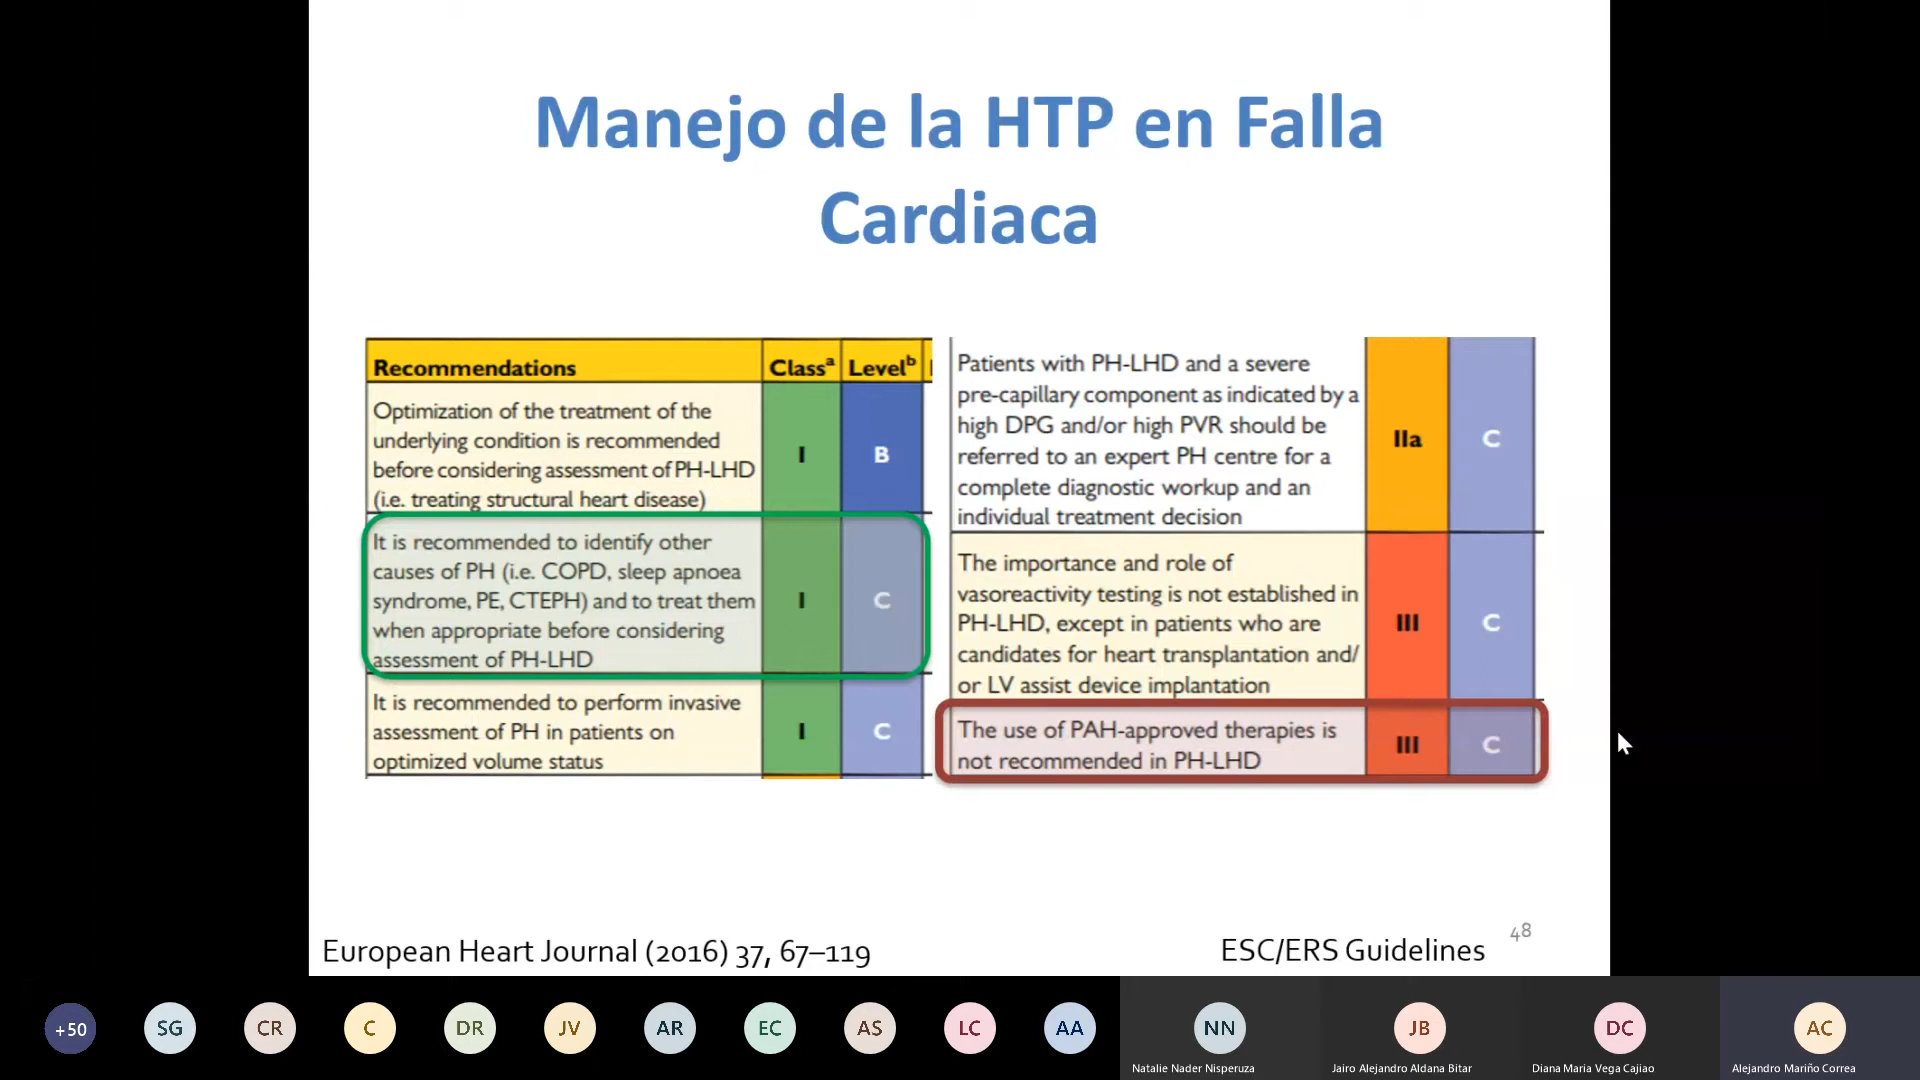 Manejo de la HTP en Falla
Cardiaca
Recommendations Classᵃ Levelᵇ
Optimization of the treatment of the
underlying condition is recommended
before considering assessment of PH-LHD
(i.e. treating structural heart disease)
I B
It is recommended to identify other
causes of PH (i.e. COPD, sleep apnoea
syndrome, PE, CTEPH) and to treat them
when appropriate before considering
assessment of PH-LHD
I C
It is recommended to perform invasive
assessment of PH in patients on
optimized volume status
I C
Patients with PH-LHD and a severe
pre-capillary component as indicated by a
high DPG and/or high PVR should be
referred to an expert PH centre for a
complete diagnostic workup and an
individual treatment decision
IIa C
The importance and role of
vasoreactivity testing is not established in
PH-LHD, except in patients who are
candidates for heart transplantation and/
or LV assist device implantation
III C
The use of PAH-approved therapies is
not recommended in PH-LHD
III C
European Heart Journal (2016) 37, 67–119
ESC/ERS Guidelines
48
+50 SG CR C DR JV AR EC AS LC AA NN JB DC AC
Natalie Nader Nisperuza Jairo Alejandro Aldana Bitar Diana Maria Vega Cajiao Alejandro Mariño Correa